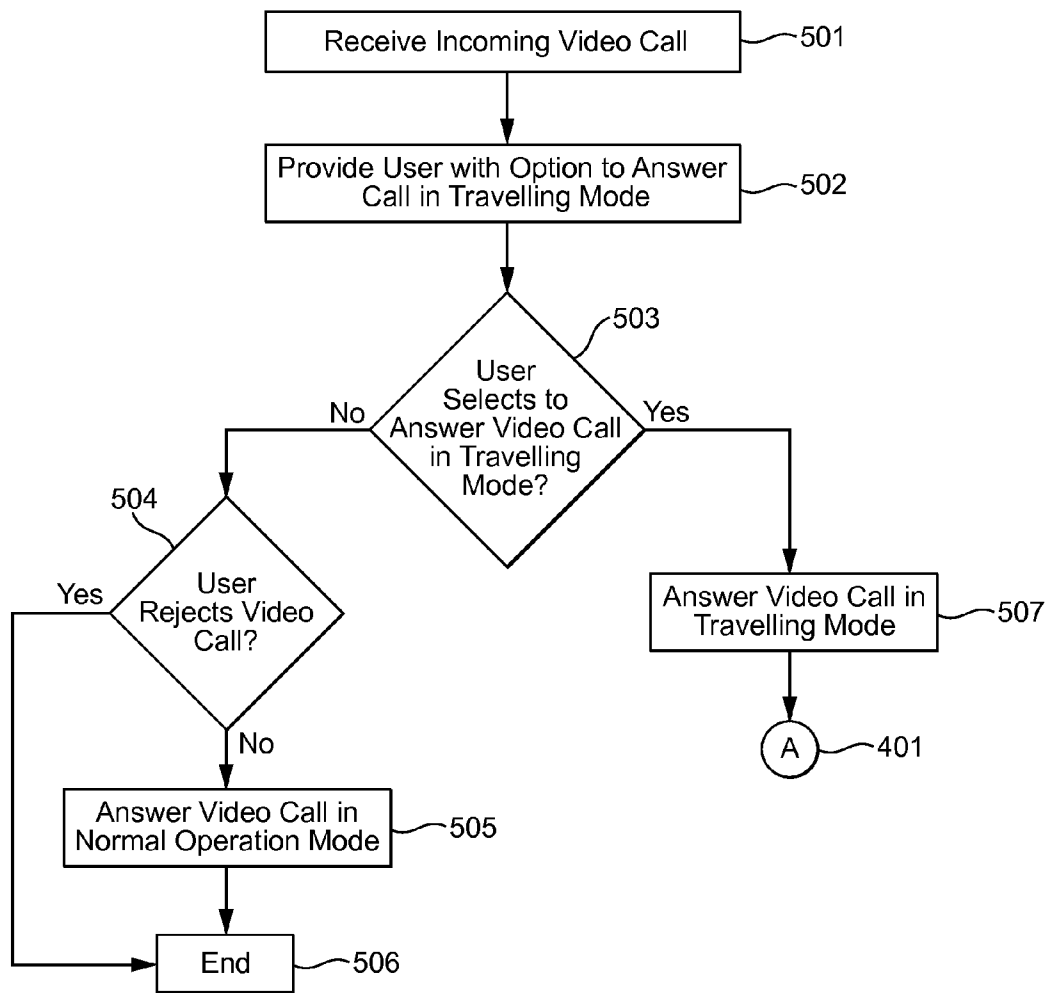 Receive Incoming Video Call
501
Provide User with Option to Answer
Call in Travelling Mode
502
503
User
Selects to
Answer Video Call
in Travelling
Mode?
No
Yes
504
User
Rejects Video
Call?
Yes
No
Answer Video Call in
Travelling Mode
507
A
401
Answer Video Call in
Normal Operation Mode
505
End
506